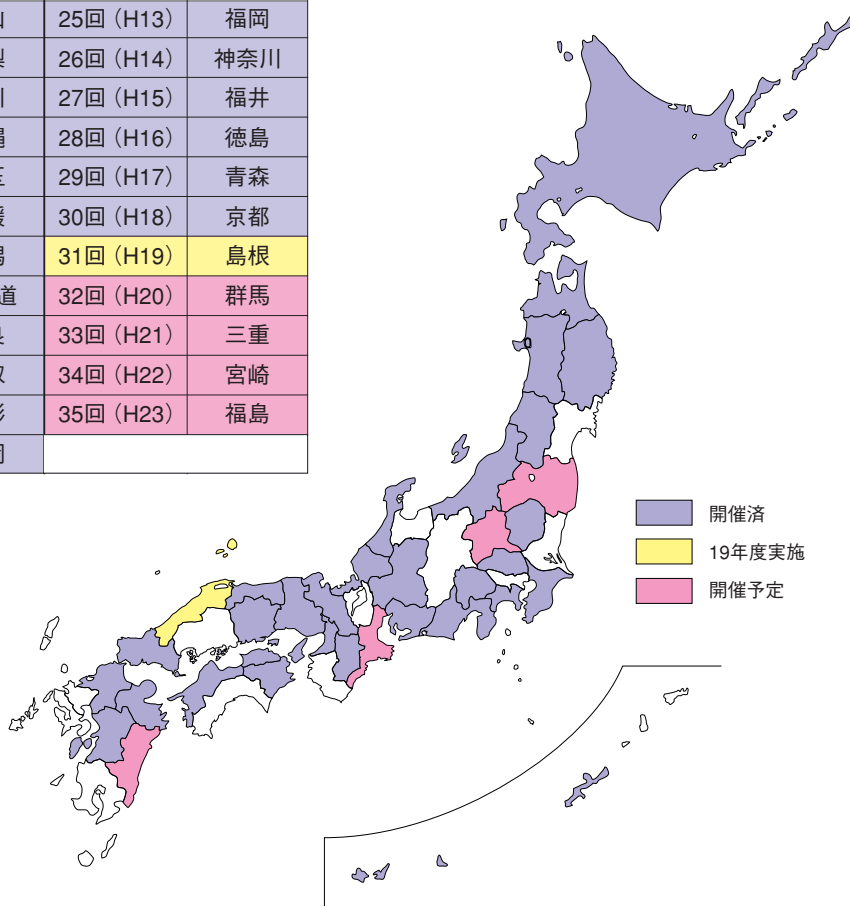 25回（H13） 福岡
26回（H14） 神奈川
27回（H15） 福井
28回（H16） 徳島
29回（H17） 青森
30回（H18） 京都
31回（H19） 島根
道 32回（H20） 群馬
33回（H21） 三重
34回（H22） 宮崎
35回（H23） 福島
開催済
19年度実施
開催予定